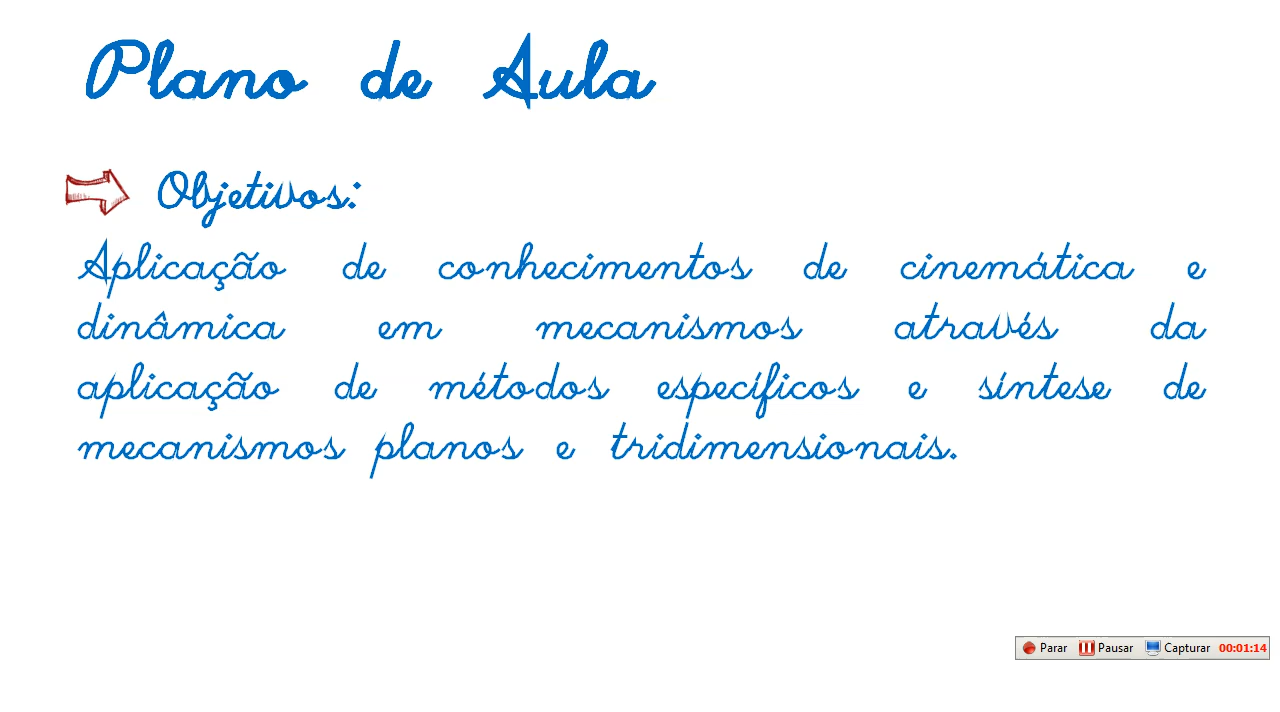 Plano de Aula
Objetivos:
Aplicação de conhecimentos de cinemática e
dinâmica em mecanismos através da
aplicação de métodos específicos e síntese de
mecanismos planos e tridimensionais.
Parar Pausar Capturar 00:01:14